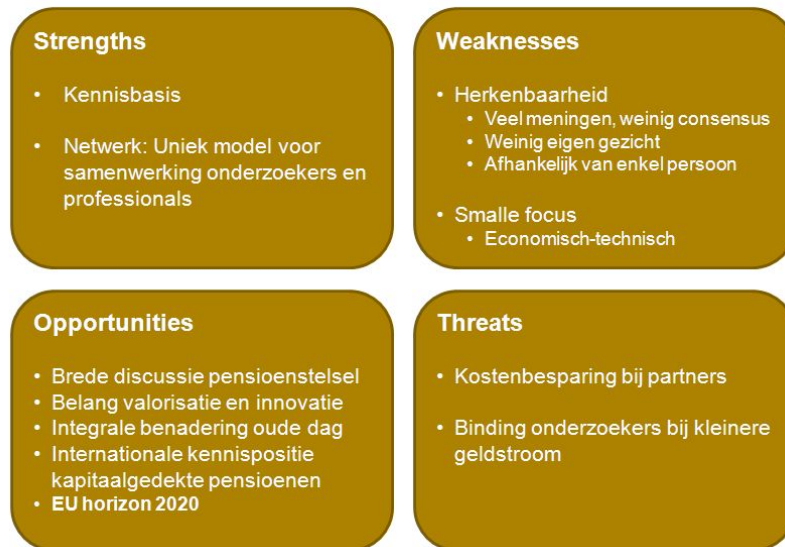 Strengths
• Kennisbasis
• Netwerk: Uniek model voor
samenwerking onderzoekers en
professionals
Weaknesses
• Herkenbaarheid
• Veel meningen, weinig consensus
• Weinig eigen gezicht
• Afhankelijk van enkel persoon
• Smalle focus
• Economisch-technisch
Opportunities
• Brede discussie pensioenstelsel
• Belang valorisatie en innovatie
• Integrale benadering oude dag
• Internationale kennispositie
kapitaalgedekte pensioenen
• EU horizon 2020
Threats
• Kostenbesparing bij partners
• Binding onderzoekers bij kleinere
geldstroom